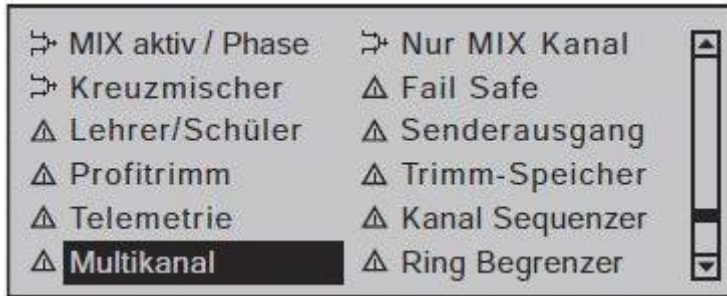 MIX aktiv / Phase Nur MIX Kanal
Kreuzmischer Fail Safe
Lehrer/Schüler Senderausgang
Profitrimm Trimm-Speicher
Telemetrie Kanal Sequenzer
Multikanal Ring Begrenzer